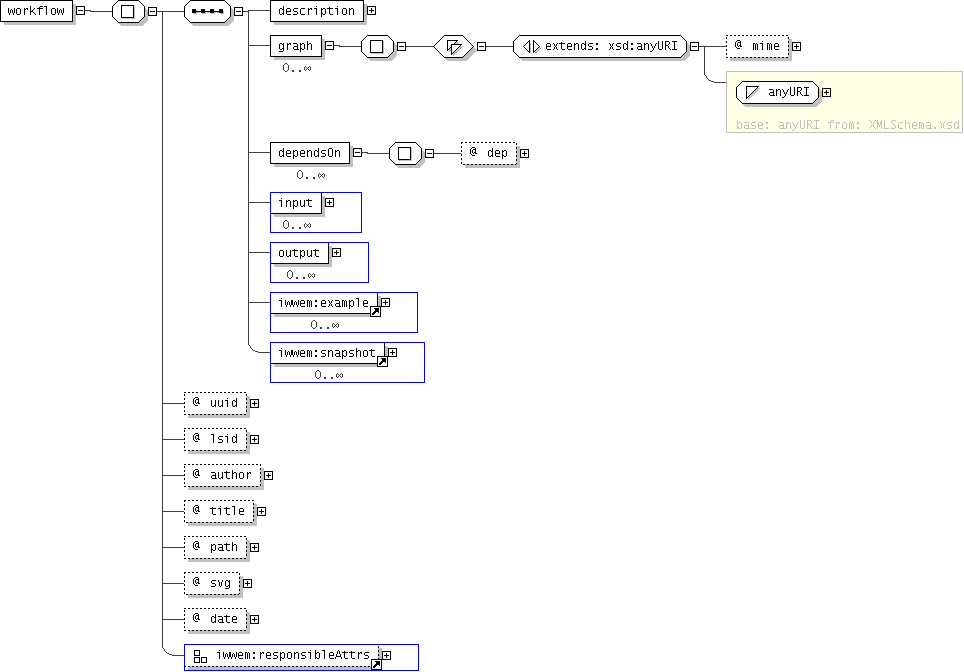 workflow
description
graph
0..∞
extends: xsd:anyURI
@ mime
anyURI
base: anyURI from: XMLSchema.xsd
dependsOn
0..∞
@ dep
input
0..∞
output
0..∞
iwwem:example
0..∞
iwwem:snapshot
0..∞
@ uuid
@ lsid
@ author
@ title
@ path
@ svg
@ date
iwwem:responsibleAttrs